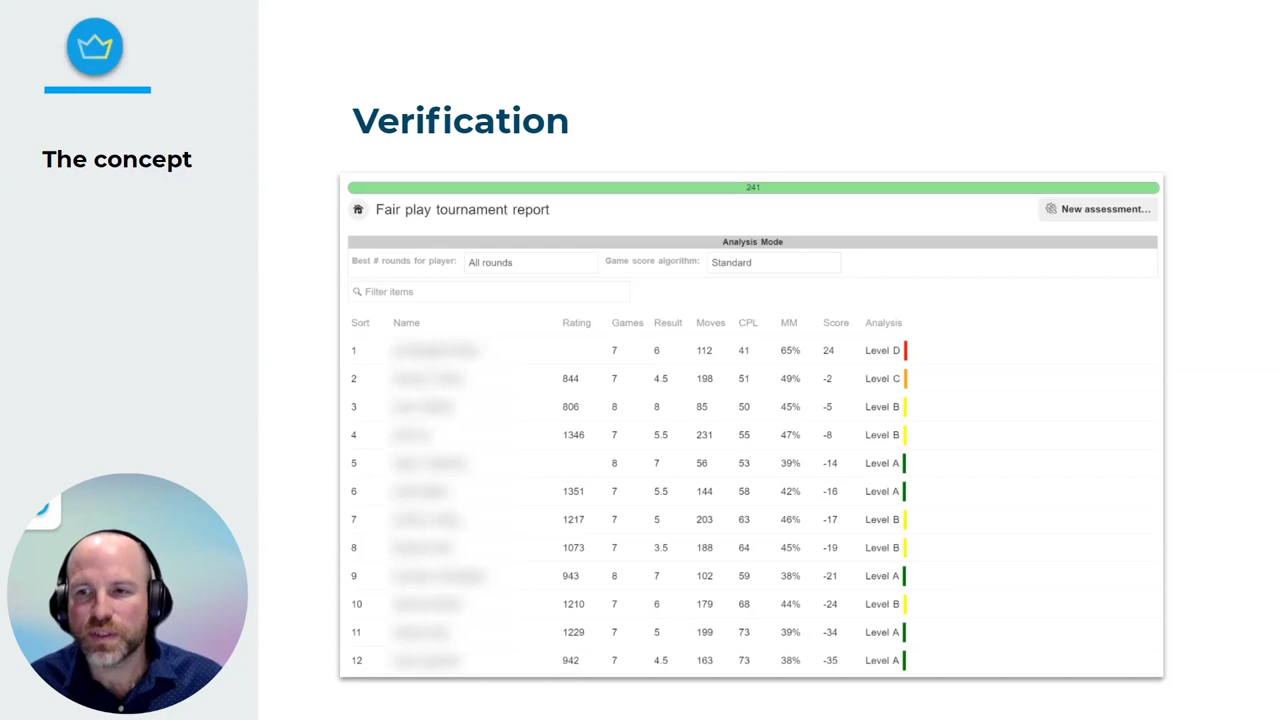 The concept
Verification
241
Fair play tournament report
New assessment...
Analysis Mode
Best # rounds for player: All rounds Game score algorithm: Standard
Filter items
Sort Name Rating Games Result Moves CPL MM Score Analysis
1 7 6 112 41 65% 24 Level D
2 844 7 4.5 198 51 49% -2 Level C
3 806 8 8 85 50 45% -5 Level B
4 1346 7 5.5 231 55 47% -8 Level B
5 8 7 56 53 39% -14 Level A
6 1351 7 5.5 144 58 42% -16 Level A
7 1217 7 5 203 63 46% -17 Level B
8 1073 7 3.5 188 64 45% -19 Level B
9 943 8 7 102 59 38% -21 Level A
10 1210 7 6 179 68 44% -24 Level B
11 1229 7 5 199 73 39% -34 Level A
12 942 7 4.5 163 73 38% -35 Level A